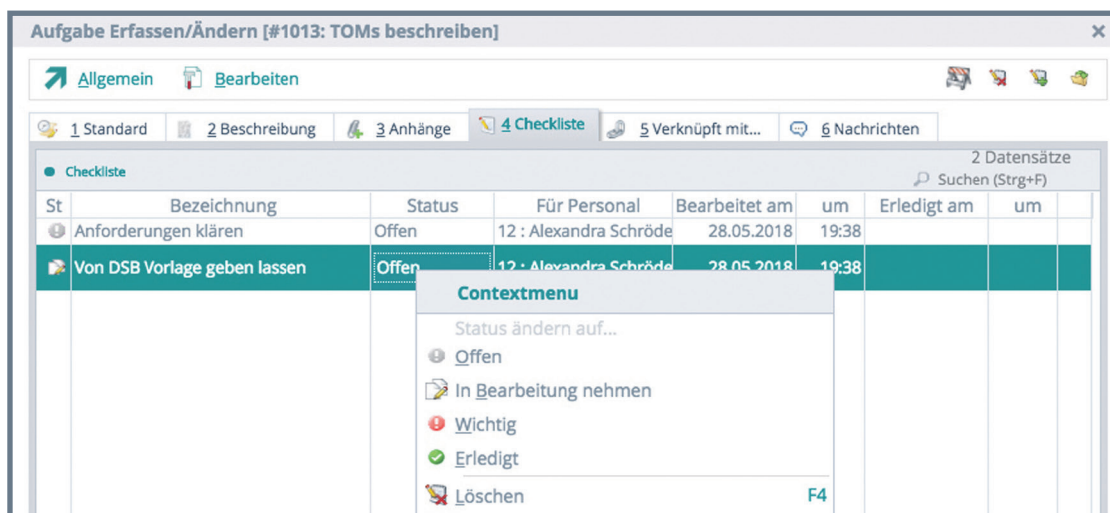 Aufgabe Erfassen/Ändern [#1013: TOMs beschreiben]
Allgemein Bearbeiten
1 Standard 2 Beschreibung 3 Anhänge 4 Checkliste 5 Verknüpft mit... 6 Nachrichten
2 Datensätze
Checkliste
Suchen (Strg+F)
St Bezeichnung Status Für Personal Bearbeitet am um Erledigt am um
Anforderungen klären Offen 12 : Alexandra Schröde 28.05.2018 19:38
Von DSB Vorlage geben lassen Offen 12 : Alexandra Schröde 28.05.2018 19:38
Contextmenu
Status ändern auf...
Offen
In Bearbeitung nehmen
Wichtig
Erledigt
Löschen F4